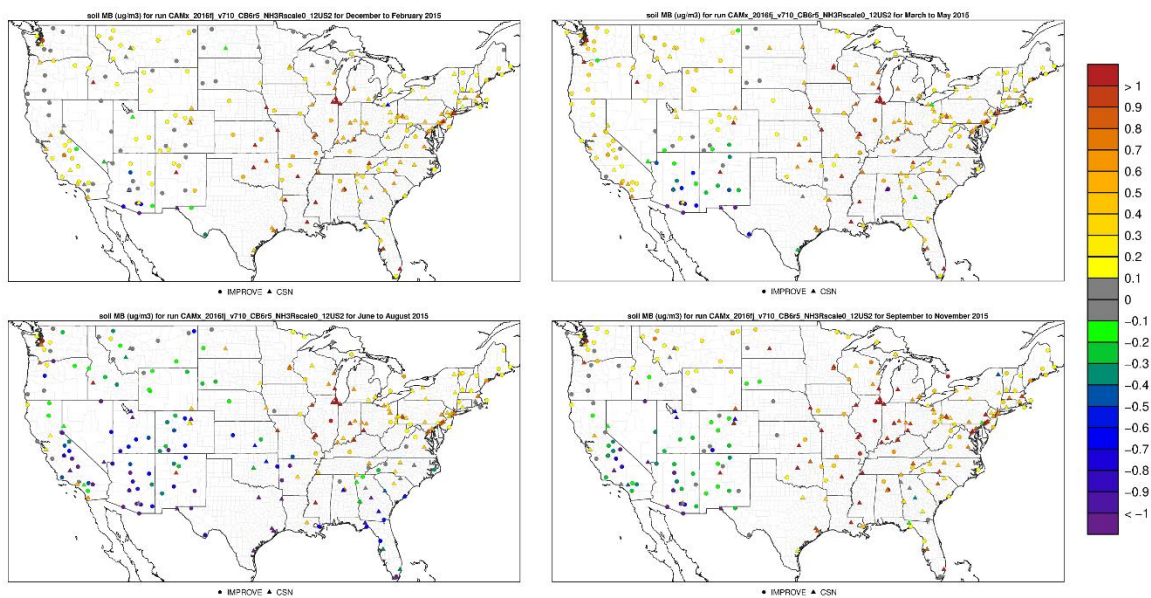 soil MB (ug/m3) for run CAMx_2016fj_v710_CB6r5_NH3Rscale0_12US2 for December to February 2015
● IMPROVE ▲ CSN
soil MB (ug/m3) for run CAMx_2016fj_v710_CB6r5_NH3Rscale0_12US2 for March to May 2015
● IMPROVE ▲ CSN
soil MB (ug/m3) for run CAMx_2016fj_v710_CB6r5_NH3Rscale0_12US2 for June to August 2015
● IMPROVE ▲ CSN
soil MB (ug/m3) for run CAMx_2016fj_v710_CB6r5_NH3Rscale0_12US2 for September to November 2015
● IMPROVE ▲ CSN
> 1
0.9
0.8
0.7
0.6
0.5
0.4
0.3
0.2
0.1
0
−0.1
−0.2
−0.3
−0.4
−0.5
−0.6
−0.7
−0.8
−0.9
< −1